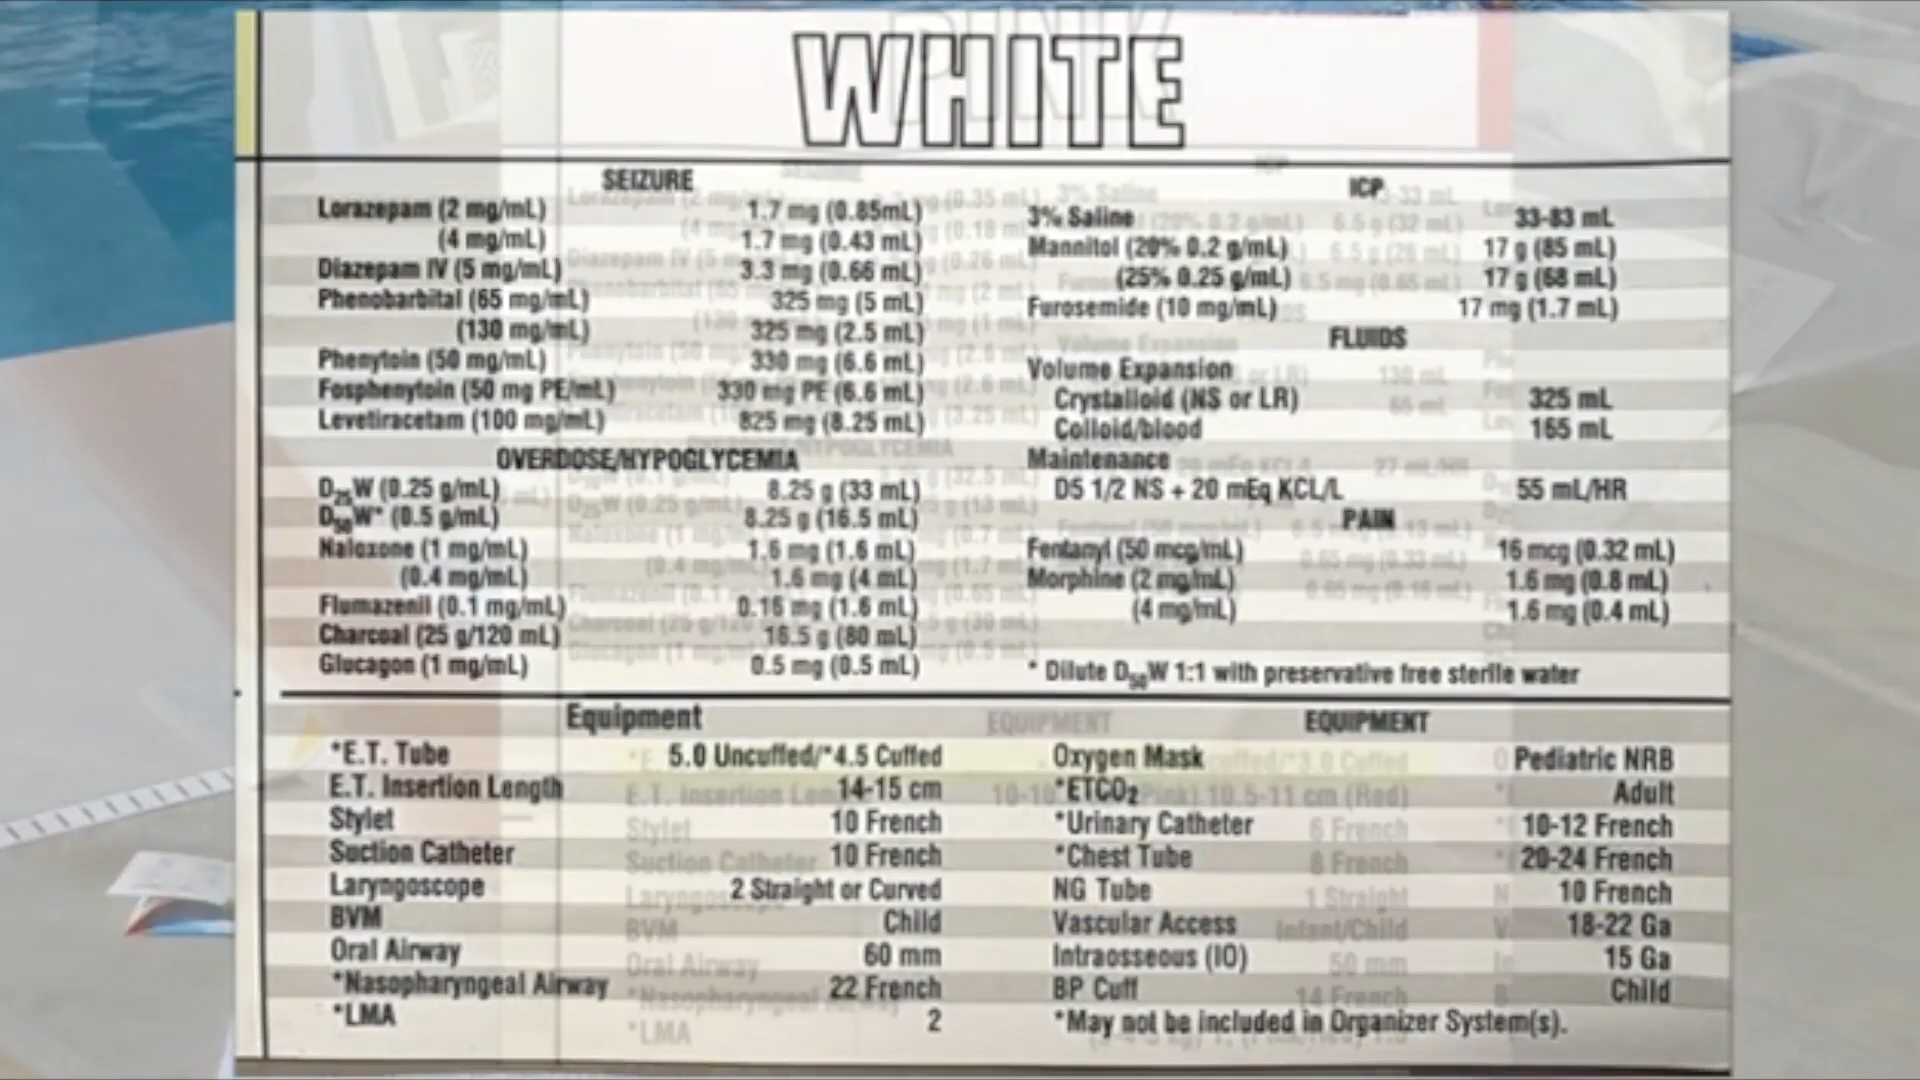 WHITE
SEIZURE
Lorazepam (2 mg/mL) 1.7 mg (0.85mL)
(4 mg/mL) 1.7 mg (0.43 mL)
Diazepam IV (5 mg/mL) 3.3 mg (0.66 mL)
Phenobarbital (65 mg/mL) 325 mg (5 mL)
(130 mg/mL) 325 mg (2.5 mL)
Phenytoin (50 mg/mL) 330 mg (6.6 mL)
Fosphenytoin (50 mg PE/mL) 330 mg PE (6.6 mL)
Levetiracetam (100 mg/mL) 825 mg (8.25 mL)
OVERDOSE/HYPOGLYCEMIA
D25W (0.25 g/mL) 8.25 g (33 mL)
D50W* (0.5 g/mL) 8.25 g (16.5 mL)
Naloxone (1 mg/mL) 1.6 mg (1.6 mL)
(0.4 mg/mL) 1.6 mg (4 mL)
Flumazenil (0.1 mg/mL) 0.16 mg (1.6 mL)
Charcoal (25 g/120 mL) 16.5 g (80 mL)
Glucagon (1 mg/mL) 0.5 mg (0.5 mL)
ICP
3% Saline 33-83 mL
Mannitol (20% 0.2 g/mL) 17 g (85 mL)
(25% 0.25 g/mL) 17 g (68 mL)
Furosemide (10 mg/mL) 17 mg (1.7 mL)
FLUIDS
Volume Expansion
Crystalloid (NS or LR) 325 mL
Colloid/blood 165 mL
Maintenance
D5 1/2 NS + 20 mEq KCL/L 55 mL/HR
PAIN
Fentanyl (50 mcg/mL) 16 mcg (0.32 mL)
Morphine (2 mg/mL) 1.6 mg (0.8 mL)
(4 mg/mL) 1.6 mg (0.4 mL)
* Dilute D50W 1:1 with preservative free sterile water
Equipment
*E.T. Tube 5.0 Uncuffed/*4.5 Cuffed
E.T. Insertion Length 14-15 cm
Stylet 10 French
Suction Catheter 10 French
Laryngoscope 2 Straight or Curved
BVM Child
Oral Airway 60 mm
*Nasopharyngeal Airway 22 French
*LMA 2
EQUIPMENT
Oxygen Mask Pediatric NRB
*ETCO2 Adult
*Urinary Catheter 10-12 French
*Chest Tube 20-24 French
NG Tube 10 French
Vascular Access 18-22 Ga
Intraosseous (IO) 15 Ga
BP Cuff Child
*May not be included in Organizer System(s).